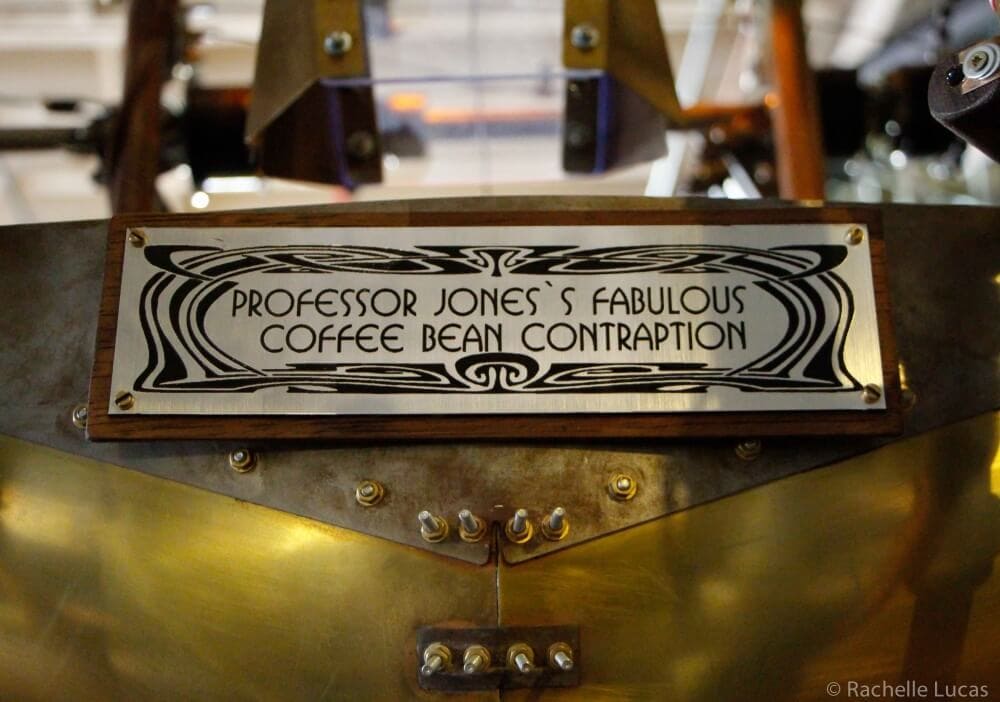 PROFESSOR JONES`S FABULOUS
COFFEE BEAN CONTRAPTION
© Rachelle Lucas